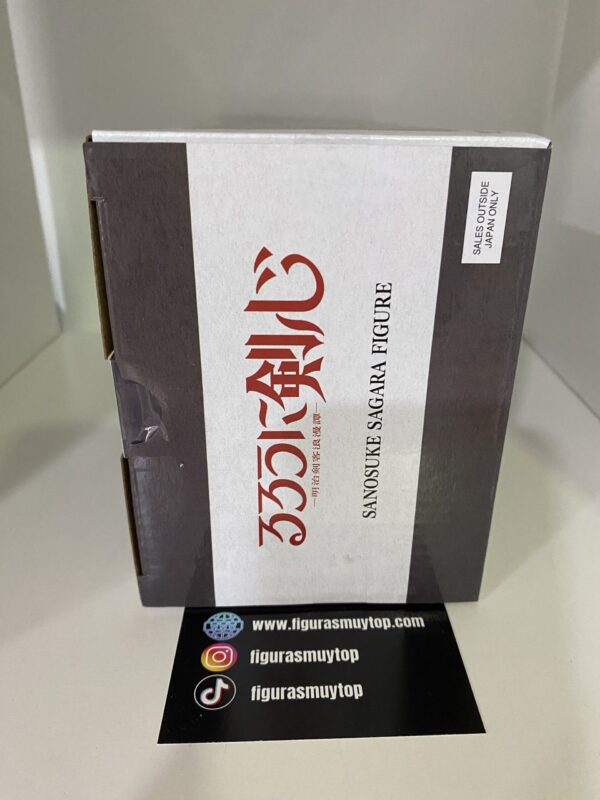 るろうに剣心
—明治剣客浪漫譚—
SANOSUKE SAGARA FIGURE
SALES OUTSIDE
JAPAN ONLY
www.figurasmuytop.com
figurasmuytop
figurasmuytop